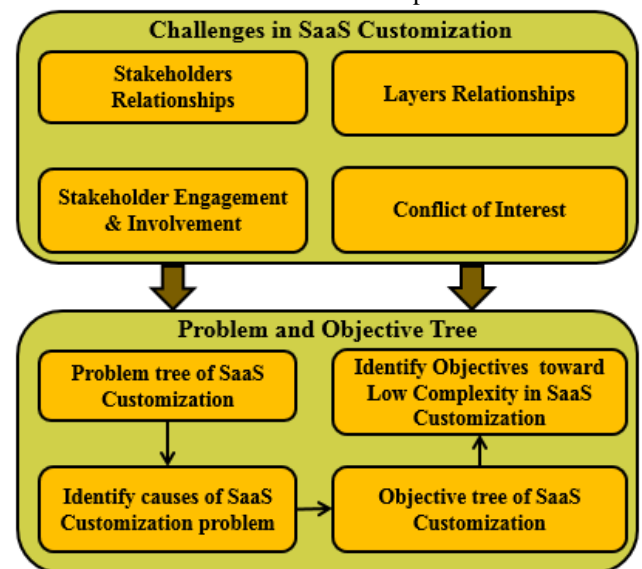 Challenges in SaaS Customization
Stakeholders
Relationships
Layers Relationships
Stakeholder Engagement
& Involvement
Conflict of Interest
Problem and Objective Tree
Problem tree of SaaS
Customization
Identify Objectives toward
Low Complexity in SaaS
Customization
Identify causes of SaaS
Customization problem
Objective tree of SaaS
Customization